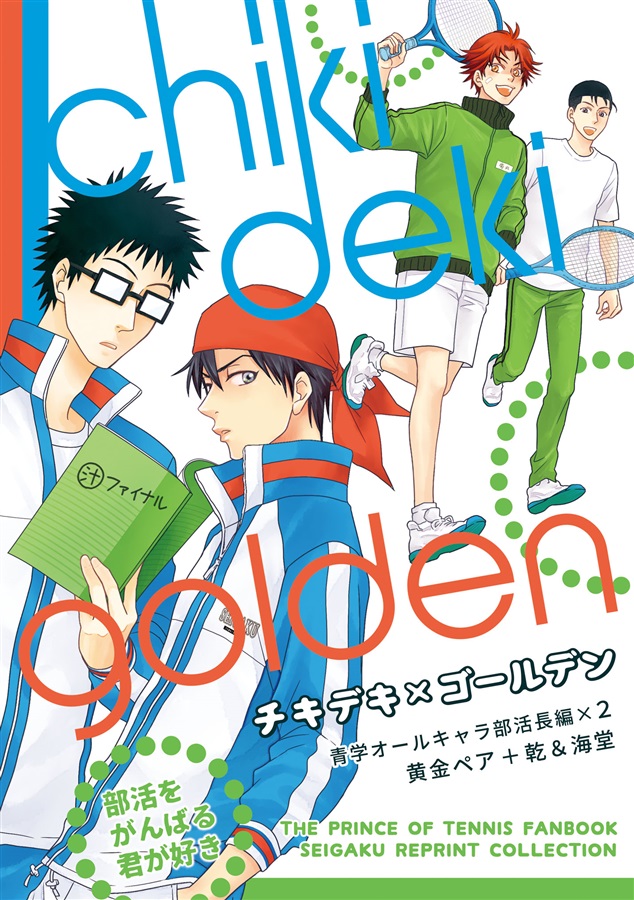 chiki
deki
golden
㊋ファイナル
SEIGAKU
チキデキ×ゴールデン
青学オールキャラ部活長編×2
黄金ペア+乾&海堂
部活を
がんばる
君が好き
THE PRINCE OF TENNIS FANBOOK
SEIGAKU REPRINT COLLECTION